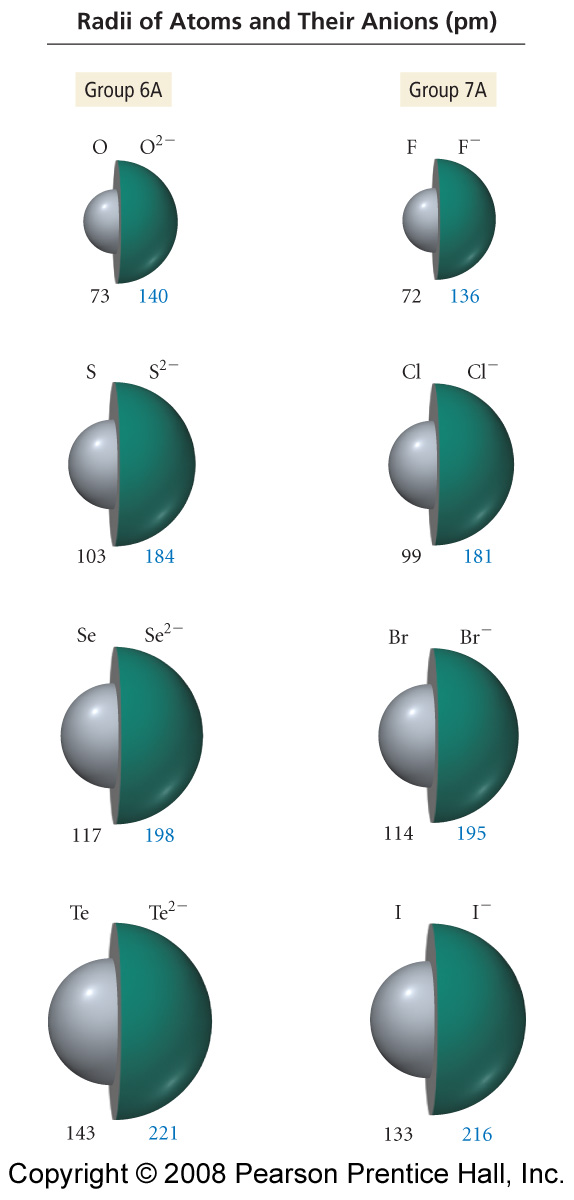 Radii of Atoms and Their Anions (pm)
Group 6A Group 7A
O O²⁻ F F⁻
73 140 72 136
S S²⁻ Cl Cl⁻
103 184 99 181
Se Se²⁻ Br Br⁻
117 198 114 195
Te Te²⁻ I I⁻
143 221 133 216
Copyright © 2008 Pearson Prentice Hall, Inc.